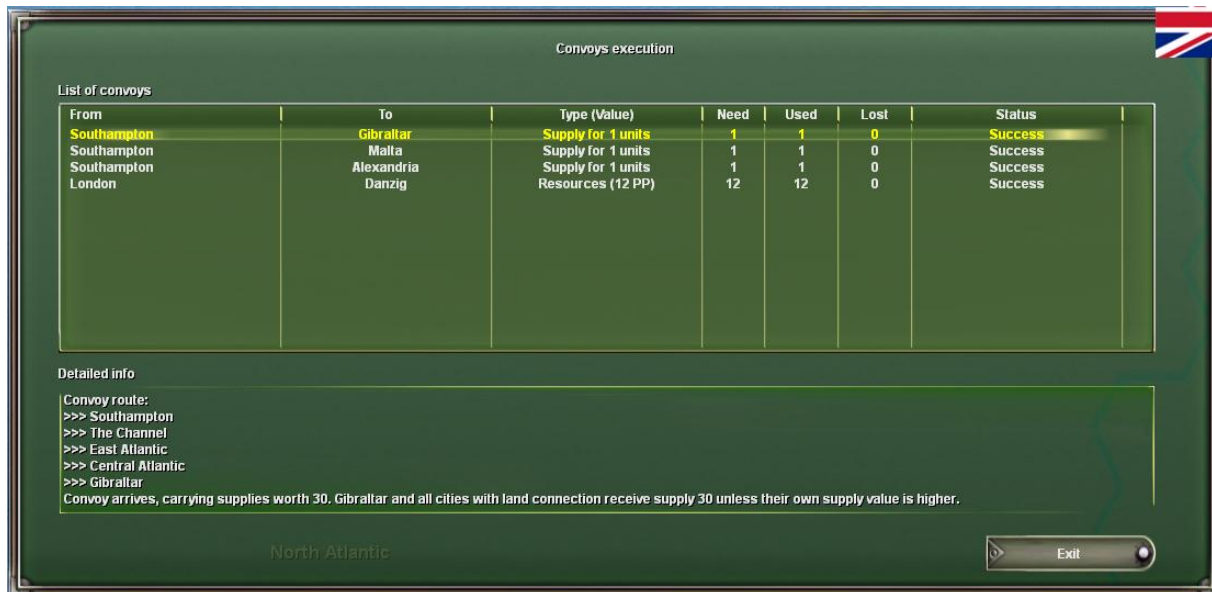 Convoys execution
List of convoys
From To Type (Value) Need Used Lost Status
Southampton Gibraltar Supply for 1 units 1 1 0 Success
Southampton Malta Supply for 1 units 1 1 0 Success
Southampton Alexandria Supply for 1 units 1 1 0 Success
London Danzig Resources (12 PP) 12 12 0 Success
Detailed info
Convoy route:
>>> Southampton
>>> The Channel
>>> East Atlantic
>>> Central Atlantic
>>> Gibraltar
Convoy arrives, carrying supplies worth 30. Gibraltar and all cities with land connection receive supply 30 unless their own supply value is higher.
North Atlantic
Exit